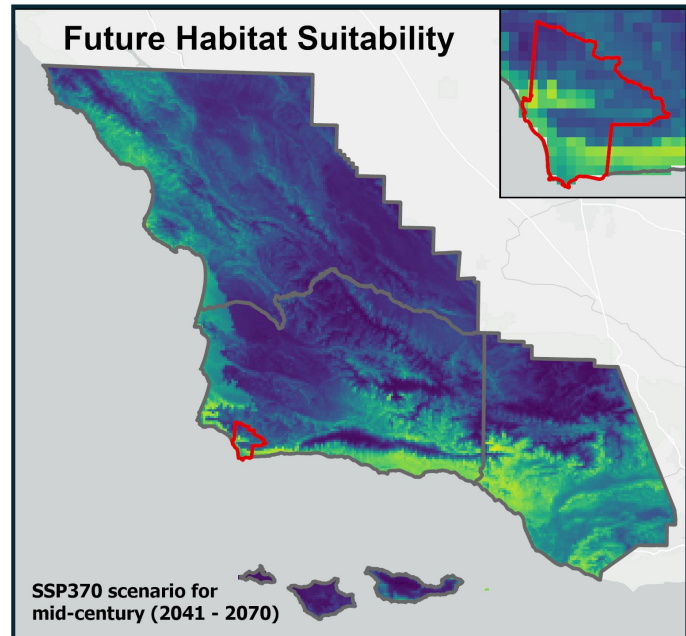 Future Habitat Suitability
SSP370 scenario for
mid-century (2041 - 2070)